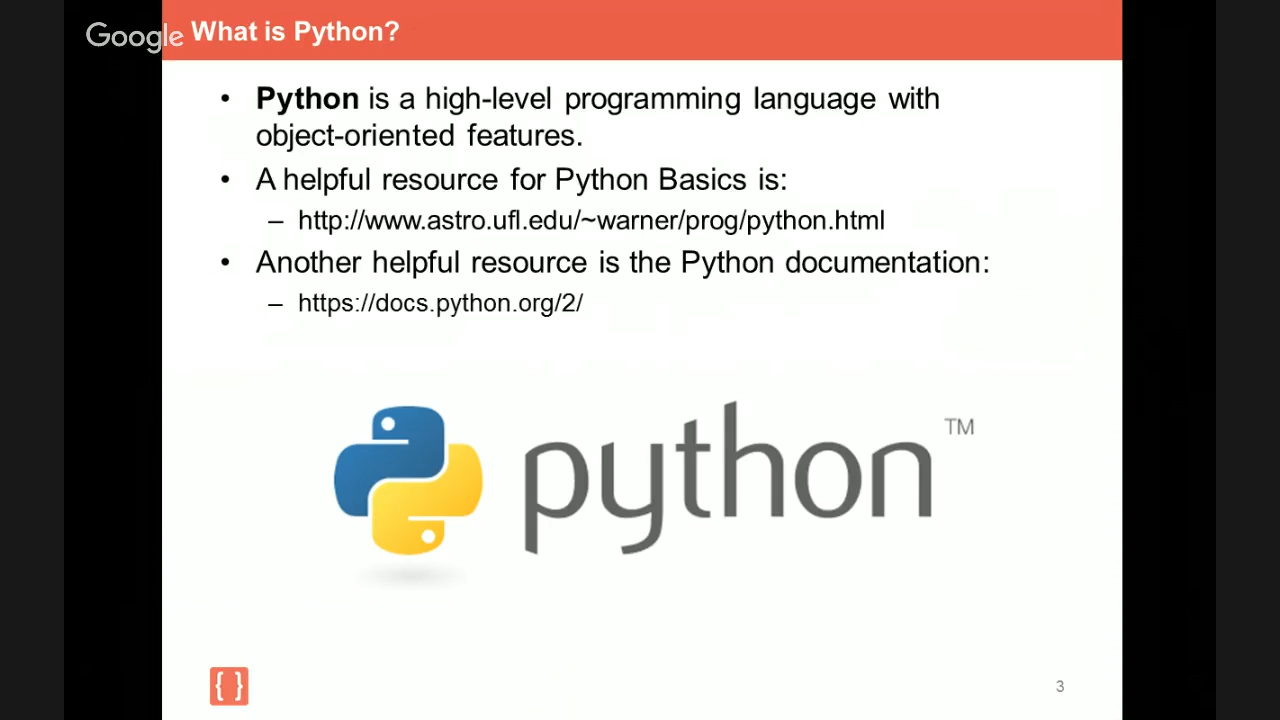 Google
What is Python?
• Python is a high-level programming language with
object-oriented features.
• A helpful resource for Python Basics is:
– http://www.astro.ufl.edu/~warner/prog/python.html
• Another helpful resource is the Python documentation:
– https://docs.python.org/2/
python TM
{ }
3